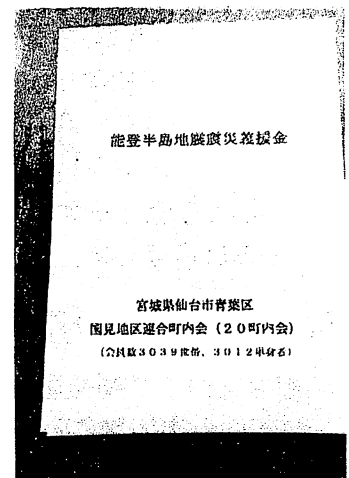 能登半島地震震災義援金
宮城県仙台市青葉区
国見地区連合町内会（２０町内会）
（会員数３０３９世帯、３０１２単身者）